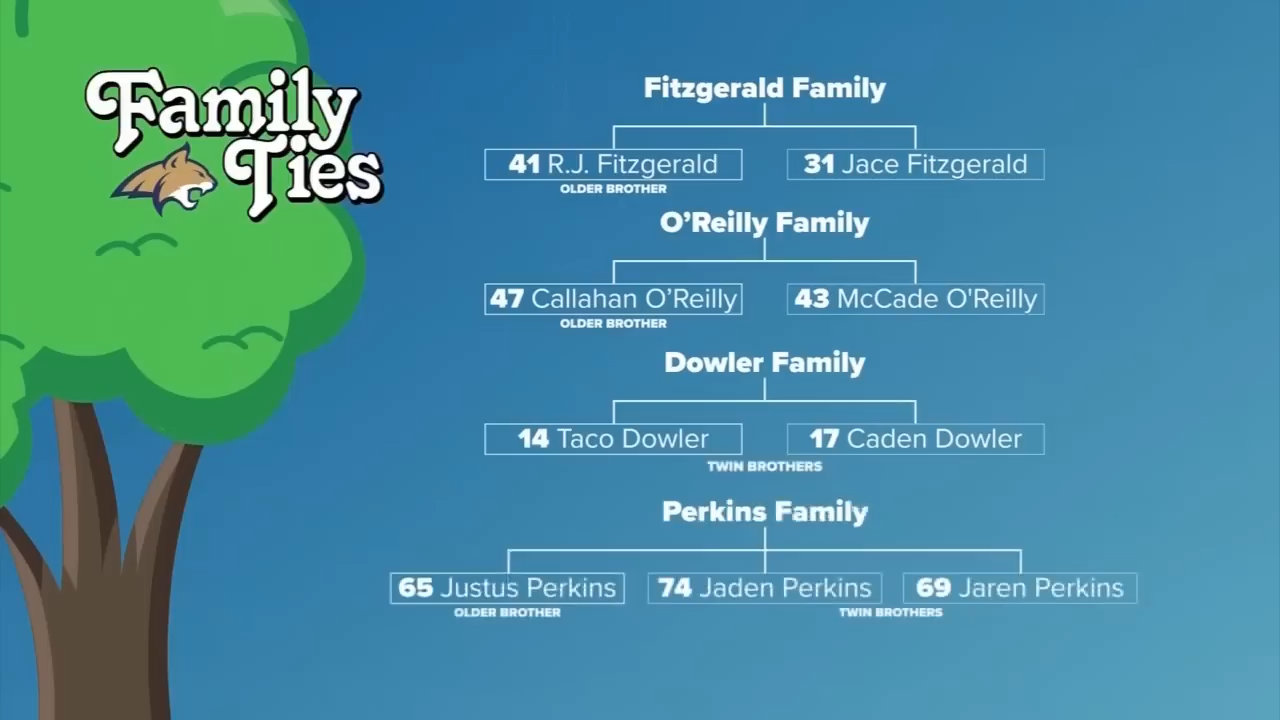 Family
Ties
Fitzgerald Family
41 R.J. Fitzgerald
31 Jace Fitzgerald
OLDER BROTHER
O’Reilly Family
47 Callahan O’Reilly
43 McCade O'Reilly
OLDER BROTHER
Dowler Family
14 Taco Dowler
17 Caden Dowler
TWIN BROTHERS
Perkins Family
65 Justus Perkins
74 Jaden Perkins
69 Jaren Perkins
OLDER BROTHER
TWIN BROTHERS